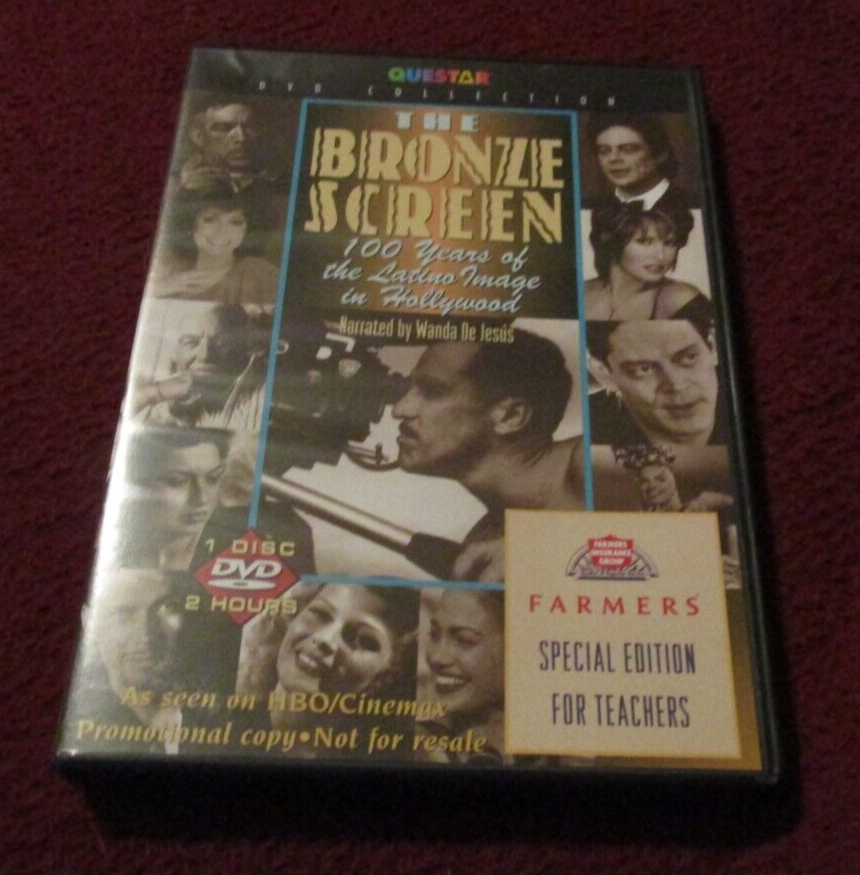 QUESTAR
DVD COLLECTION
THE
BRONZE
SCREEN
100 Years of
the Latino Image
in Hollywood
Narrated by Wanda De Jesús
1 DISC
DVD
2 HOURS
FARMERS
INSURANCE
GROUP
FARMERS
SPECIAL EDITION
FOR TEACHERS
As seen on HBO/Cinemax
Promotional copy•Not for resale